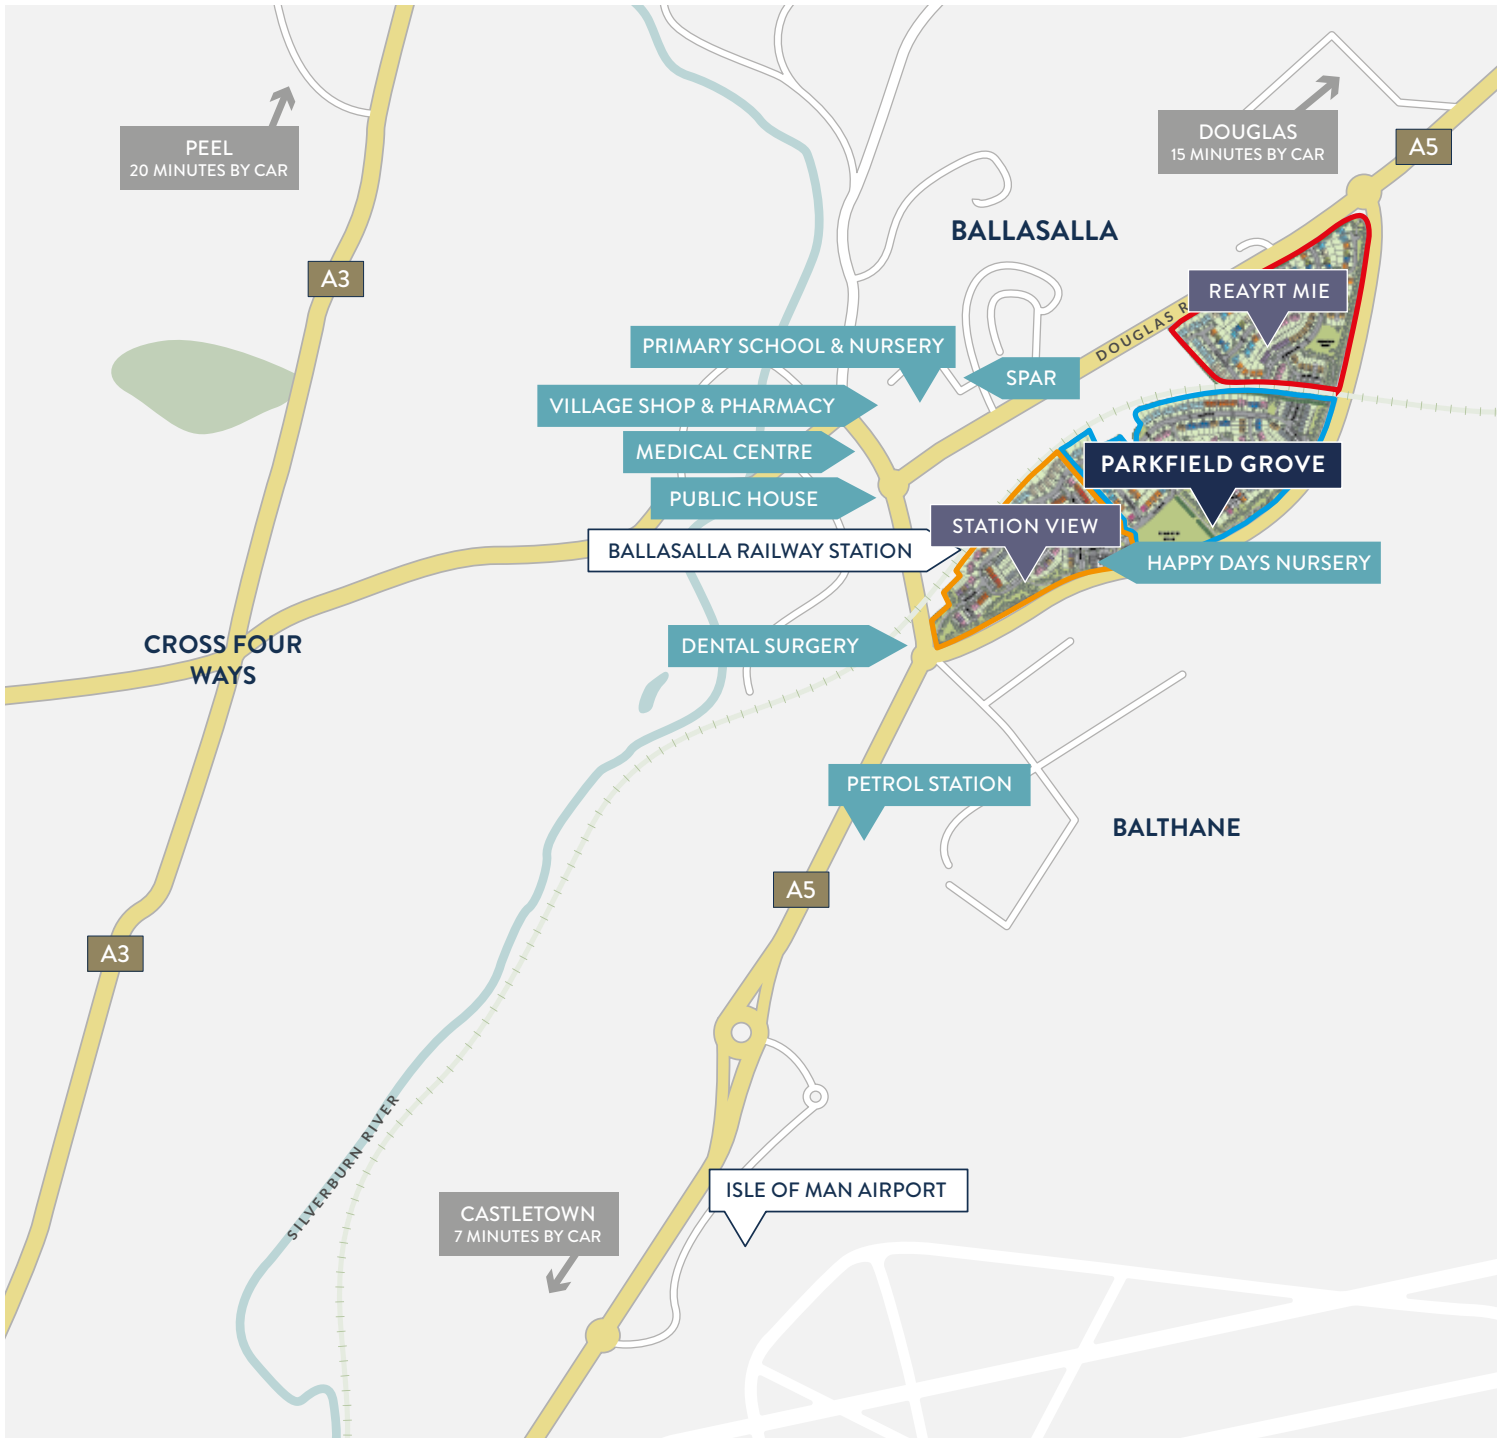 PEEL
20 MINUTES BY CAR
DOUGLAS
15 MINUTES BY CAR
A5
BALLASALLA
A3
REAYRT MIE
DOUGLAS R
PRIMARY SCHOOL & NURSERY
SPAR
VILLAGE SHOP & PHARMACY
MEDICAL CENTRE
PARKFIELD GROVE
PUBLIC HOUSE
STATION VIEW
BALLASALLA RAILWAY STATION
HAPPY DAYS NURSERY
CROSS FOUR
WAYS
DENTAL SURGERY
PETROL STATION
BALTHANE
A5
A3
SILVERBURN RIVER
ISLE OF MAN AIRPORT
CASTLETOWN
7 MINUTES BY CAR